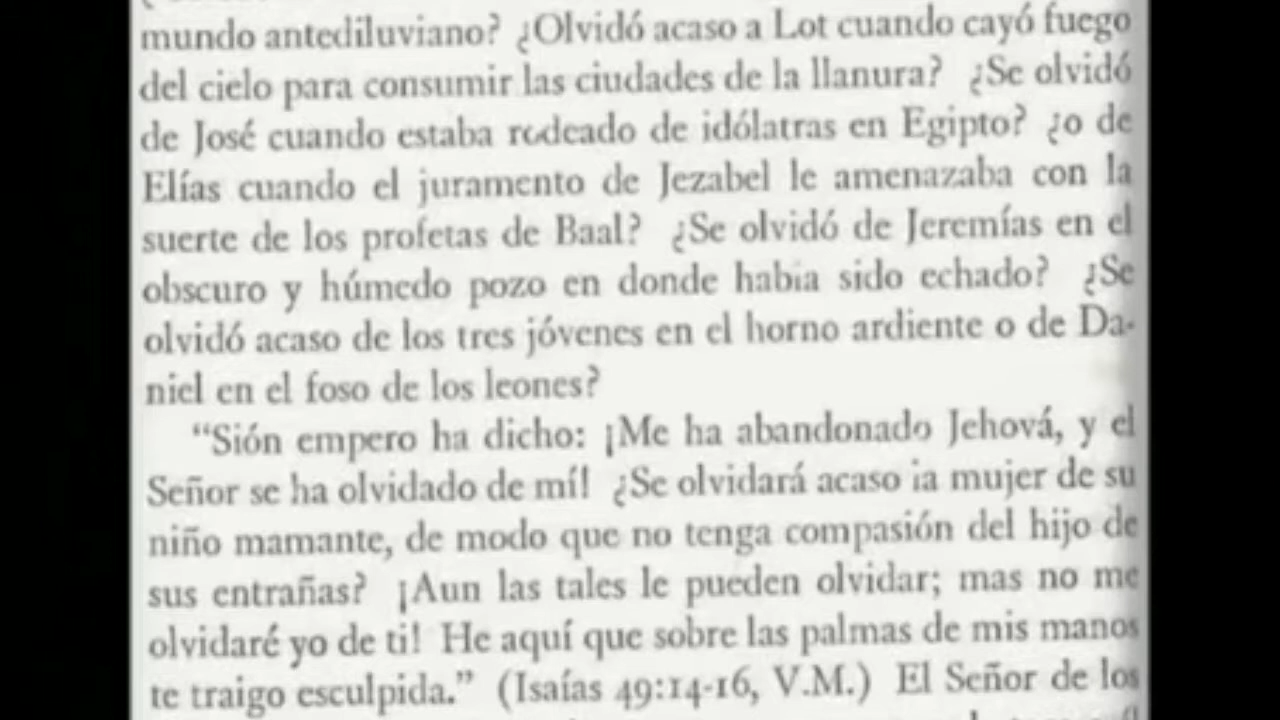 mundo antediluviano? ¿Olvidó acaso a Lot cuando cayó fuego
del cielo para consumir las ciudades de la llanura? ¿Se olvidó
de José cuando estaba rodeado de idólatras en Egipto? ¿o de
Elías cuando el juramento de Jezabel le amenazaba con la
suerte de los profetas de Baal? ¿Se olvidó de Jeremías en el
obscuro y húmedo pozo en donde había sido echado? ¿Se
olvidó acaso de los tres jóvenes en el horno ardiente o de Da-
niel en el foso de los leones?
“Sión empero ha dicho: ¡Me ha abandonado Jehová, y el
Señor se ha olvidado de mí! ¿Se olvidará acaso la mujer de su
niño mamante, de modo que no tenga compasión del hijo de
sus entrañas? ¡Aun las tales le pueden olvidar; mas no me
olvidaré yo de ti! He aquí que sobre las palmas de mis manos
te traigo esculpida.” (Isaías 49:14-16, V.M.) El Señor de los